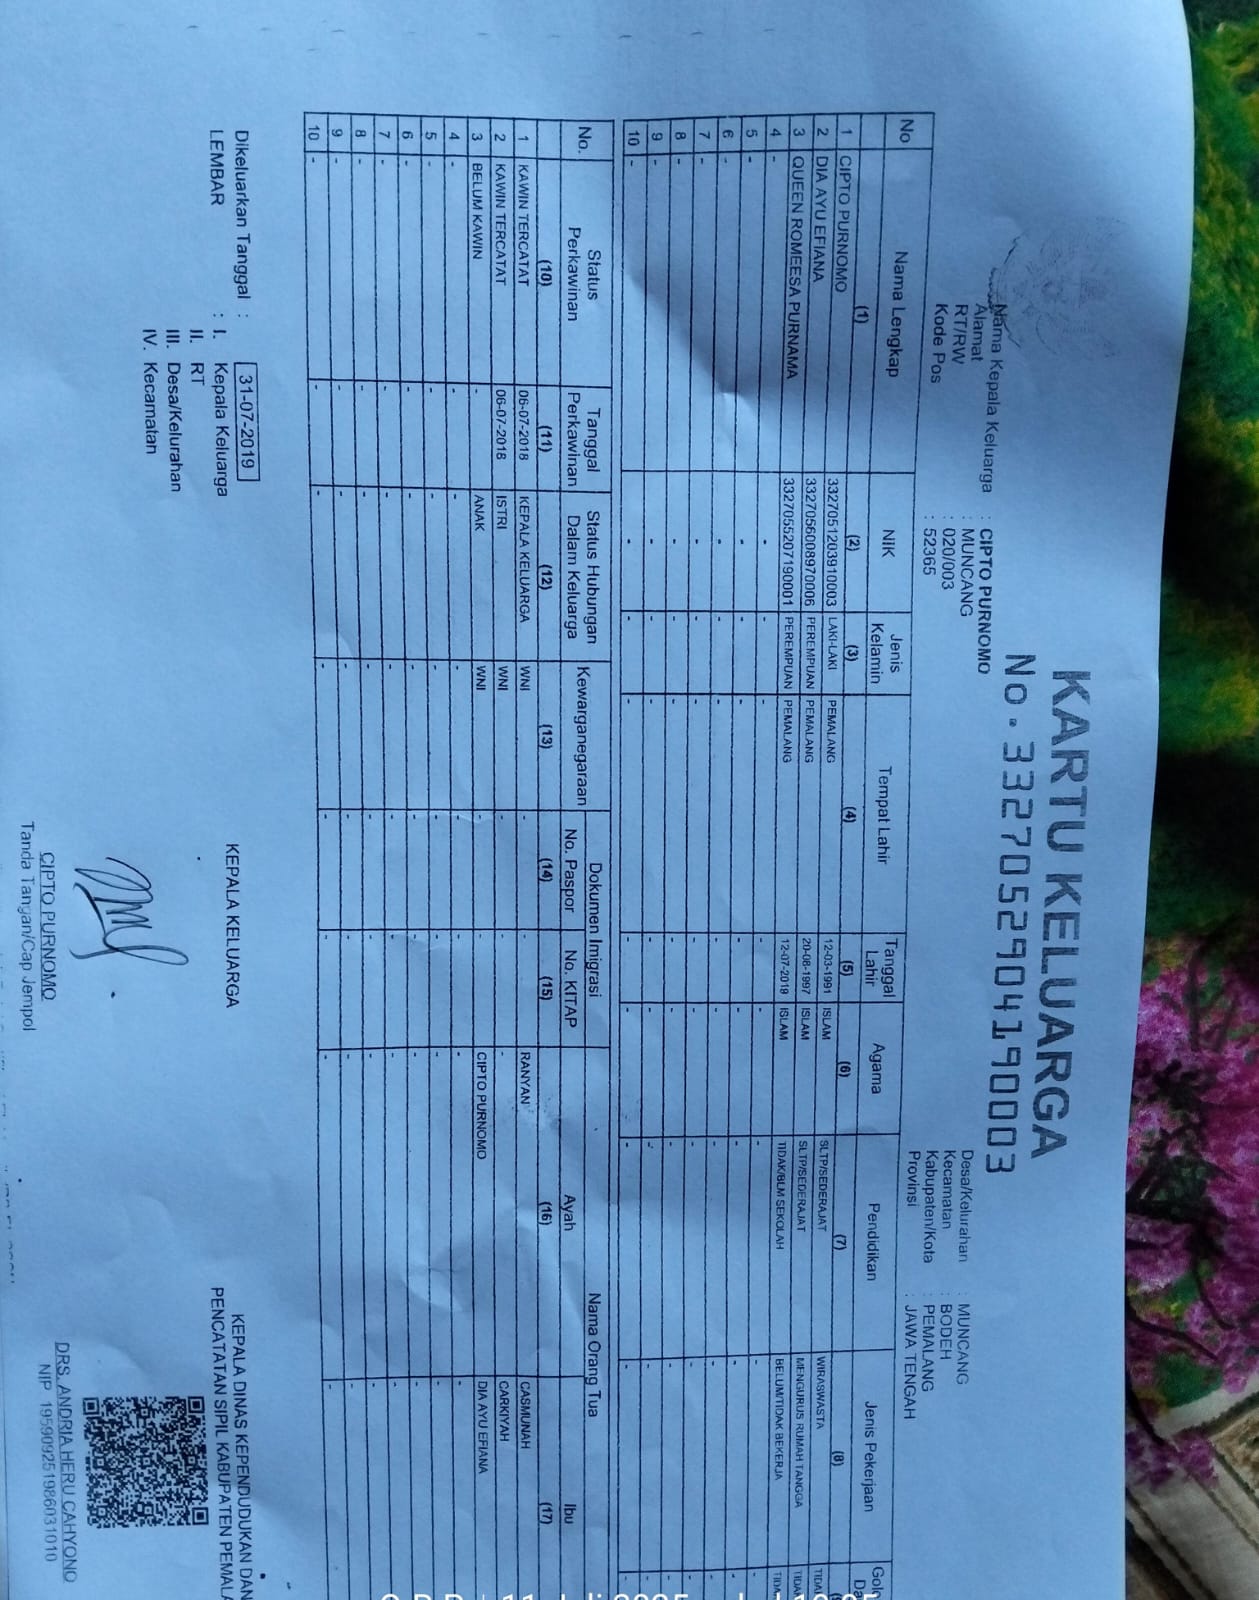 KARTU KELUARGA
No. 3327052904190003
Nama Kepala Keluarga : CIPTO PURNOMO
Alamat : MUNCANG
RT/RW : 020/003
Kode Pos : 52365
Desa/Kelurahan : MUNCANG
Kecamatan : BODEH
Kabupaten/Kota : PEMALANG
Provinsi : JAWA TENGAH
No Nama Lengkap NIK Jenis Kelamin Tempat Lahir Tanggal Lahir Agama Pendidikan Jenis Pekerjaan
(1) (2) (3) (4) (5) (6) (7) (8)
1 CIPTO PURNOMO 3327051203910003 LAKI-LAKI PEMALANG 12-03-1991 ISLAM SLTP/SEDERAJAT WIRASWASTA TIDA
2 DIA AYU EFIANA 3327056008970006 PEREMPUAN PEMALANG 20-08-1997 ISLAM SLTP/SEDERAJAT MENGURUS RUMAH TANGGA TIDA
3 QUEEN ROMEESA PURNAMA 3327055207190001 PEREMPUAN PEMALANG 12-07-2019 ISLAM TIDAK/BLM SEKOLAH BELUM/TIDAK BEKERJA TIDA
4 - - - - - - - - -
5 - - - - - - - - -
6 - - - - - - - - -
7 - - - - - - - - -
8 - - - - - - - - -
9 - - - - - - - - -
10 - - - - - - - - -
No. Status Perkawinan Tanggal Perkawinan Status Hubungan Dalam Keluarga Kewarganegaraan Dokumen Imigrasi Nama Orang Tua
No. Paspor No. KITAP Ayah Ibu
(10) (11) (12) (13) (14) (15) (16) (17)
1 KAWIN TERCATAT 06-07-2018 KEPALA KELUARGA WNI - - RANYAN CASMUNAH
2 KAWIN TERCATAT 06-07-2018 ISTRI WNI - - CARKIYAH
3 BELUM KAWIN - ANAK WNI - - CIPTO PURNOMO DIA AYU EFIANA
4 - - - - - - - -
5 - - - - - - - -
6 - - - - - - - -
7 - - - - - - - -
8 - - - - - - - -
9 - - - - - - - -
10 - - - - - - - -
Dikeluarkan Tanggal : 31-07-2019
LEMBAR : I. Kepala Keluarga
II. RT
III. Desa/Kelurahan
IV. Kecamatan
KEPALA KELUARGA
CIPTO PURNOMO
Tanda Tangan/Cap Jempol
KEPALA DINAS KEPENDUDUKAN DAN
PENCATATAN SIPIL KABUPATEN PEMALA
DRS. ANDRIA HERU CAHYONO
NIP 195909251986031010